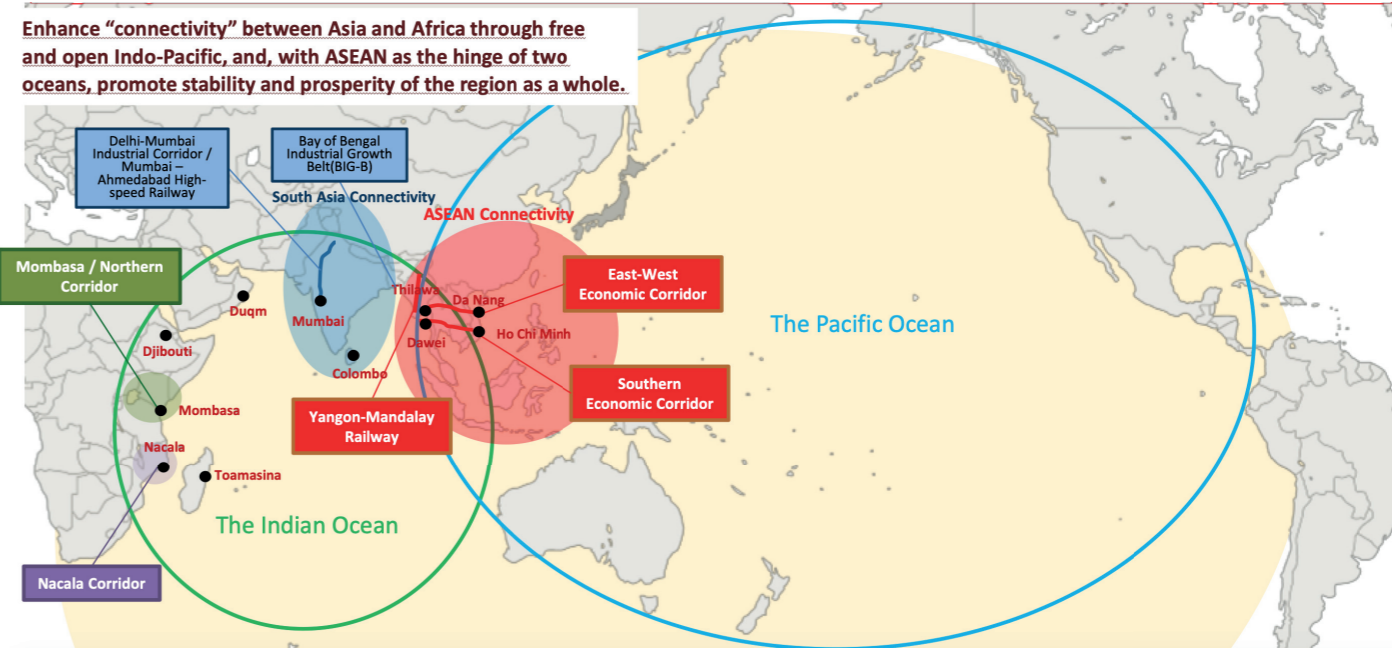 Enhance “connectivity” between Asia and Africa through free
and open Indo-Pacific, and, with ASEAN as the hinge of two
oceans, promote stability and prosperity of the region as a whole.
Delhi-Mumbai
Industrial Corridor /
Mumbai –
Ahmedabad High-
speed Railway
Bay of Bengal
Industrial Growth
Belt(BIG-B)
South Asia Connectivity
ASEAN Connectivity
Mombasa / Northern
Corridor
East-West
Economic Corridor
Thilawa
Da Nang
Duqm
Mumbai
Dawei
Ho Chi Minh
Djibouti
Colombo
The Pacific Ocean
Southern
Economic Corridor
Mombasa
Yangon-Mandalay
Railway
Nacala
Toamasina
The Indian Ocean
Nacala Corridor